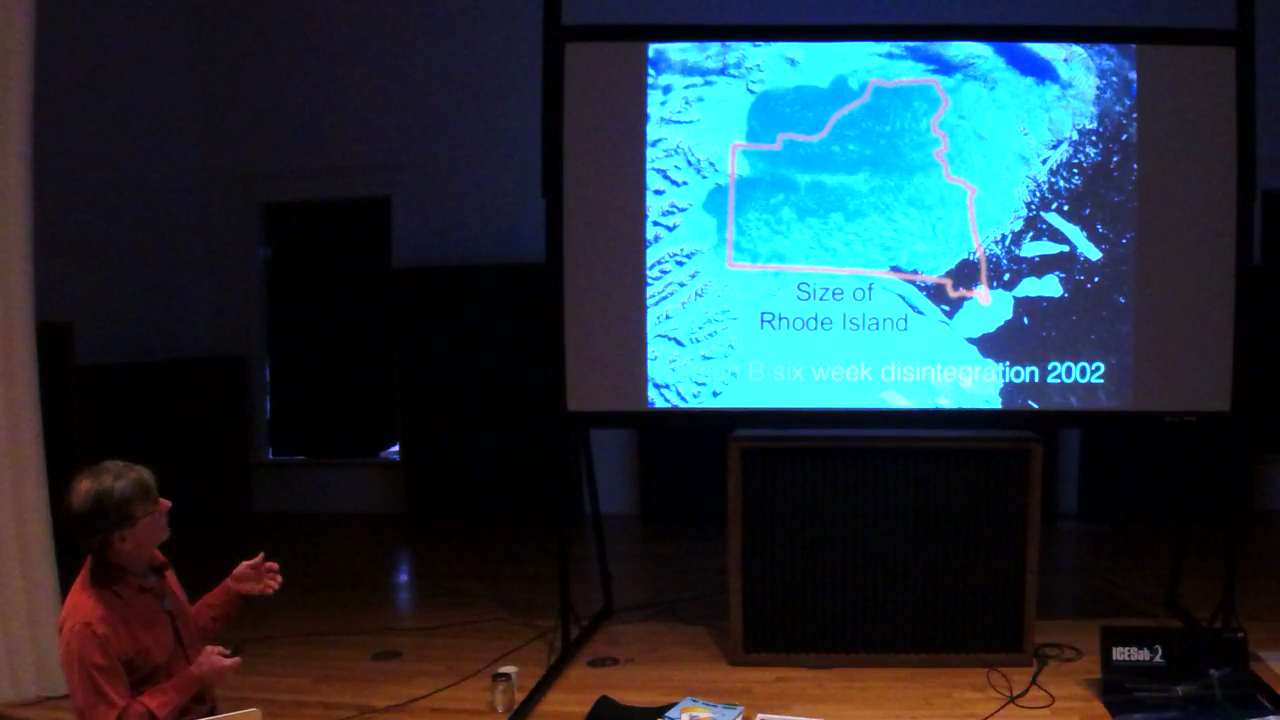 Size of
Rhode Island
B six week disintegration 2002
ICESat-2